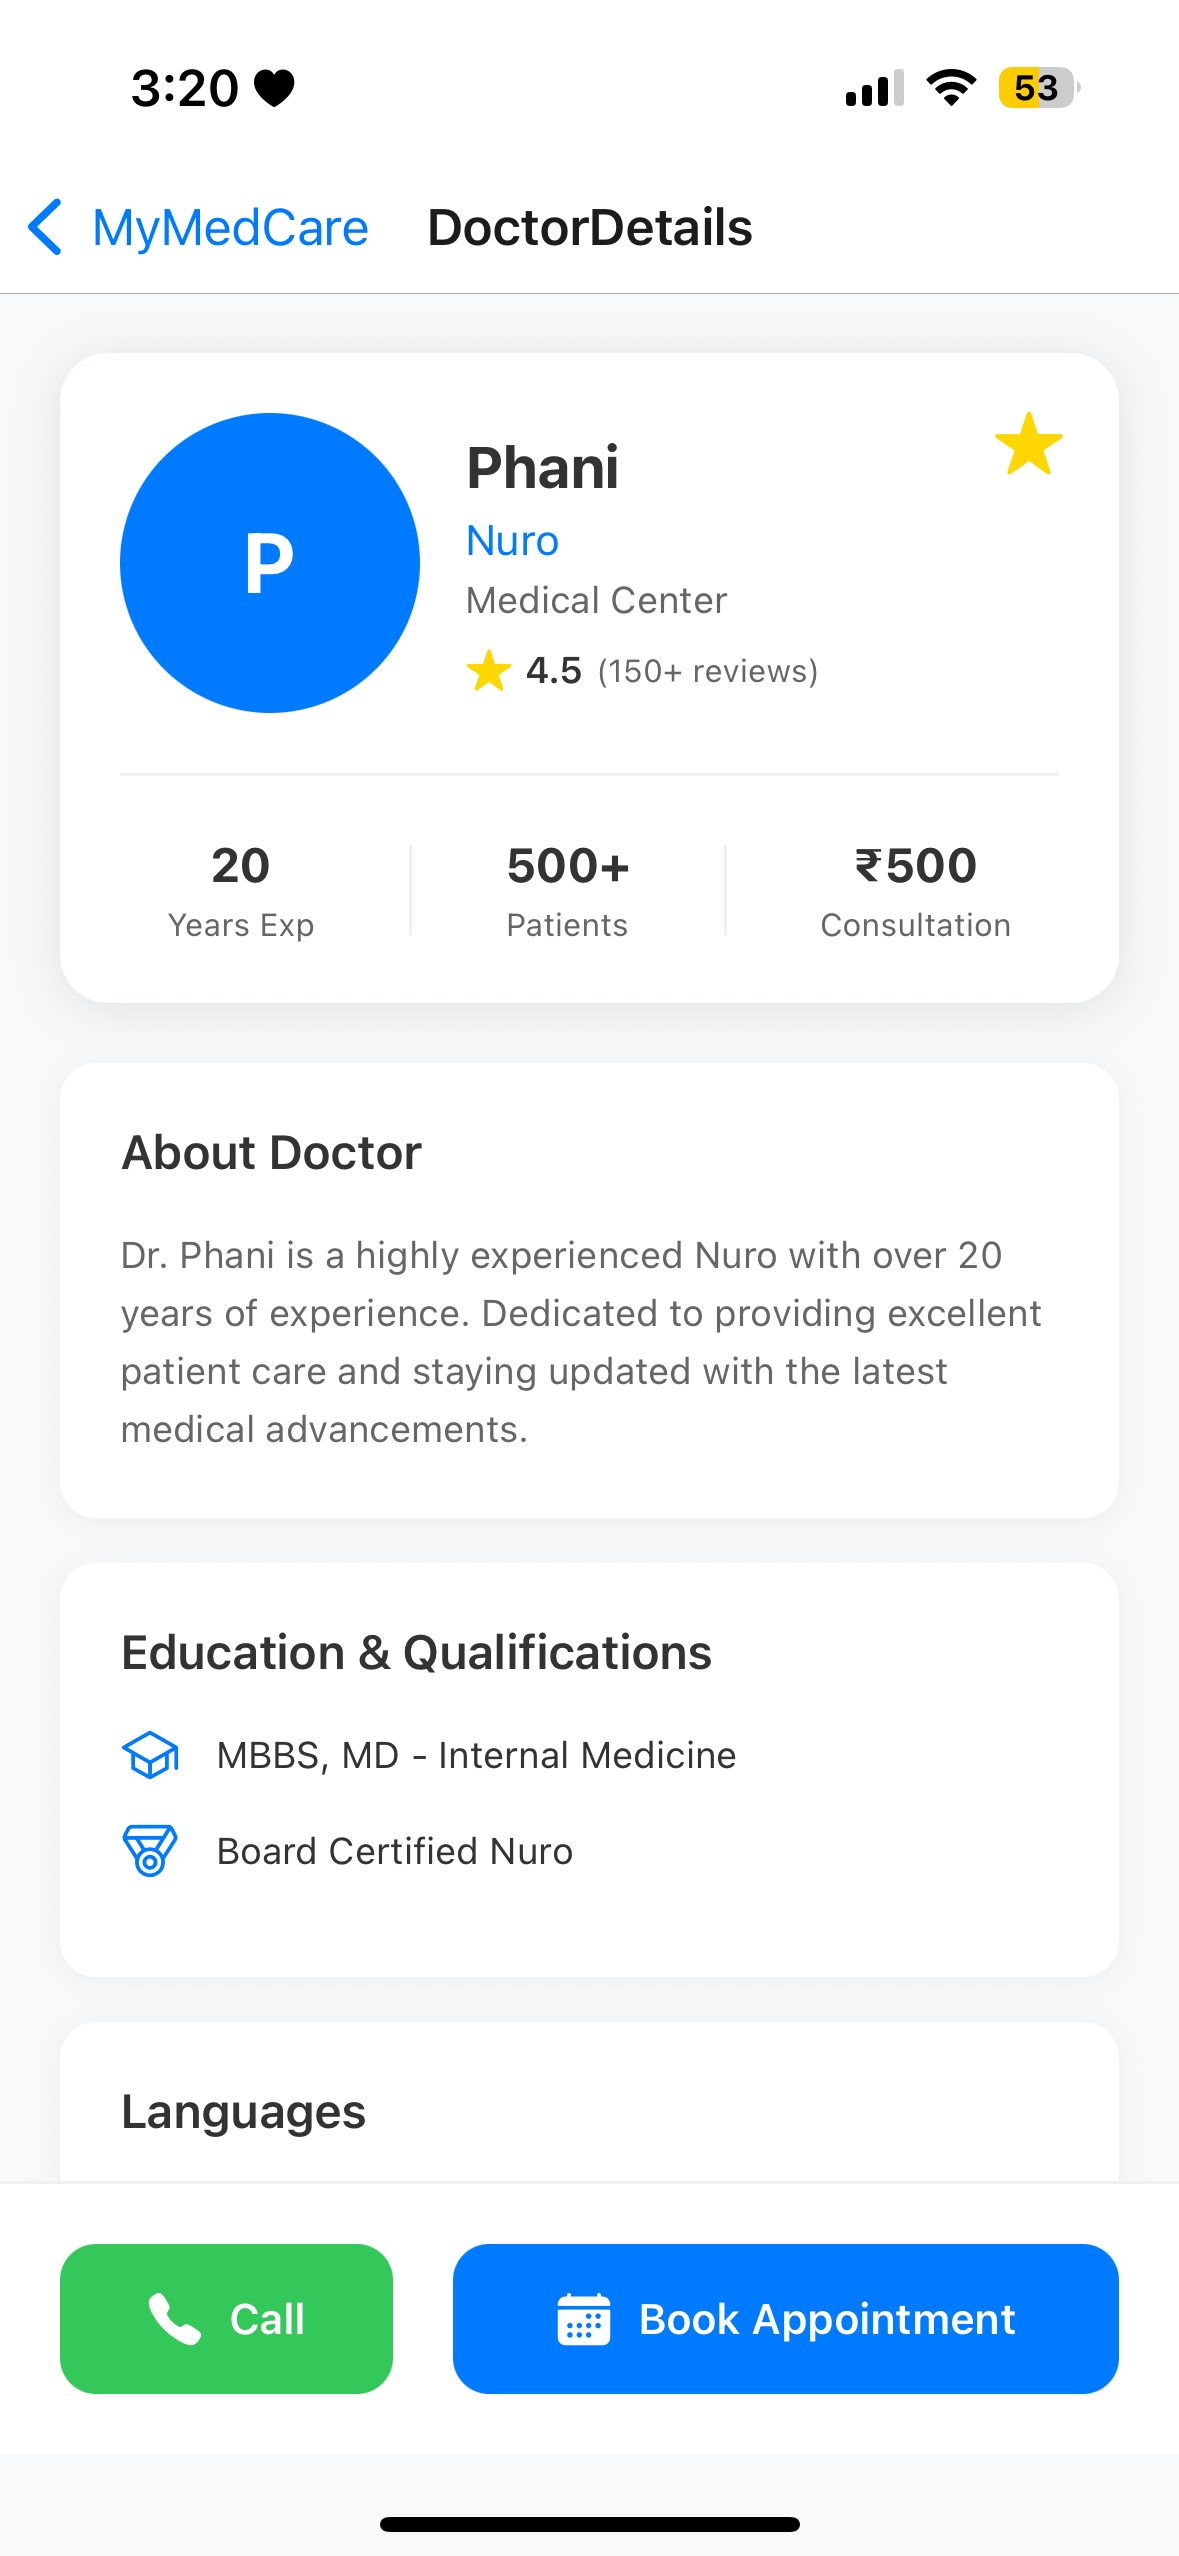 3:20
53
MyMedCare DoctorDetails
P
Phani
Nuro
Medical Center
4.5 (150+ reviews)
20
Years Exp
500+
Patients
₹500
Consultation
About Doctor
Dr. Phani is a highly experienced Nuro with over 20
years of experience. Dedicated to providing excellent
patient care and staying updated with the latest
medical advancements.
Education & Qualifications
MBBS, MD - Internal Medicine
Board Certified Nuro
Languages
Call
Book Appointment